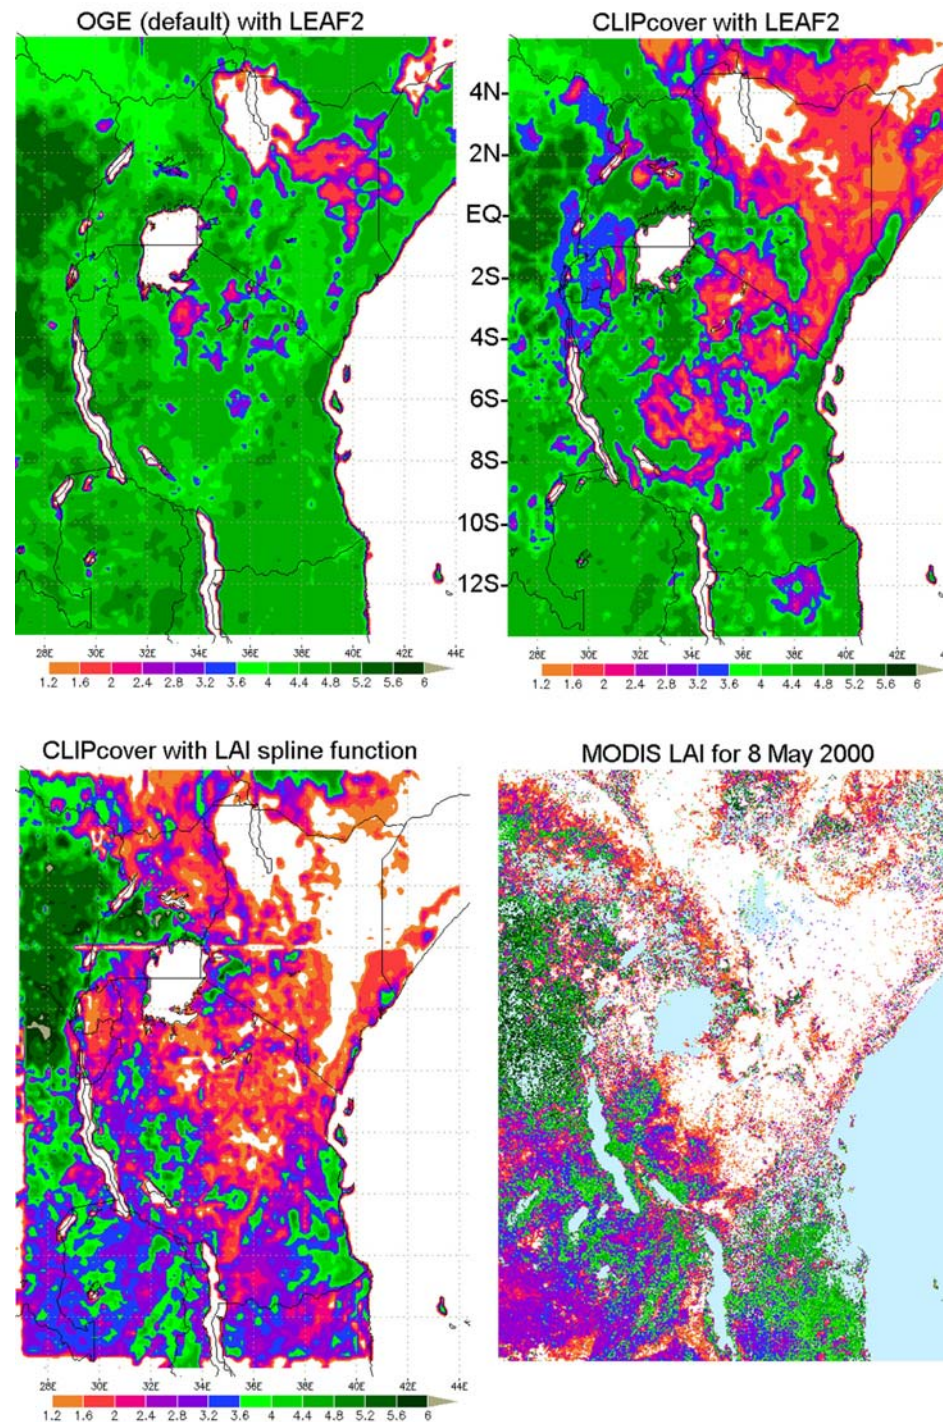 OGE (default) with LEAF2
CLIPcover with LEAF2
4N
2N
EQ
2S
4S
6S
8S
10S
12S
28E 30E 32E 34E 36E 38E 40E 42E 44E
1.2 1.6 2 2.4 2.8 3.2 3.6 4 4.4 4.8 5.2 5.6 6
28E 30E 32E 34E 36E 38E 40E 42E
1.2 1.6 2 2.4 2.8 3.2 3.6 4 4.4 4.8 5.2 5.6 6
CLIPcover with LAI spline function
MODIS LAI for 8 May 2000
28E 30E 32E 34E 36E 38E 40E 42E 44E
1.2 1.6 2 2.4 2.8 3.2 3.6 4 4.4 4.8 5.2 5.6 6